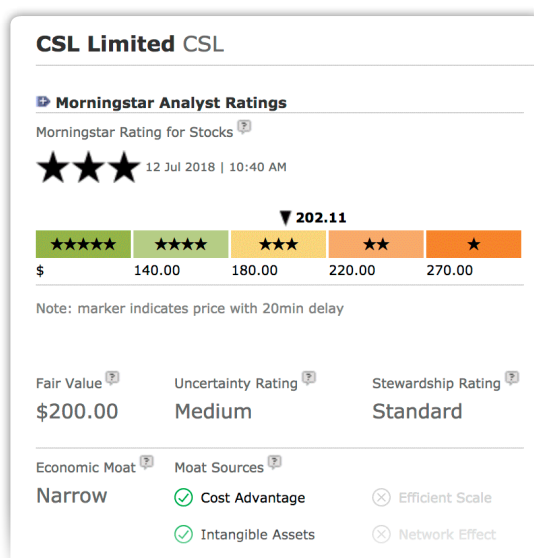 CSL Limited CSL
Morningstar Analyst Ratings
Morningstar Rating for Stocks ?
★★★ 12 Jul 2018 | 10:40 AM
▼ 202.11
★★★★★ ★★★★ ★★★ ★★ ★
$ 140.00 180.00 220.00 270.00
Note: marker indicates price with 20min delay
Fair Value ? Uncertainty Rating ? Stewardship Rating ?
$200.00 Medium Standard
Economic Moat ? Moat Sources ?
Narrow Cost Advantage Efficient Scale
Intangible Assets Network Effect